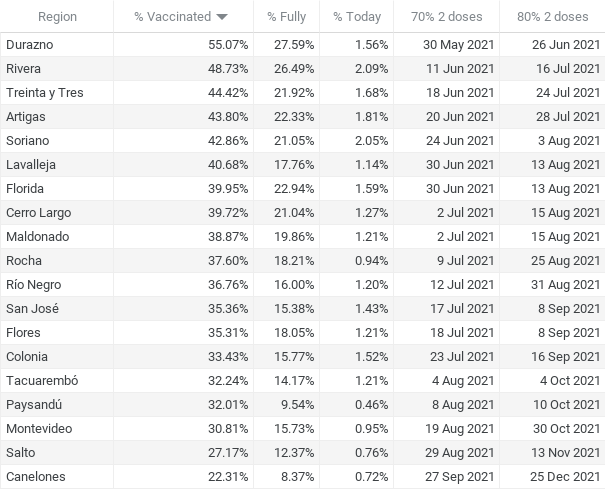 Region % Vaccinated % Fully % Today 70% 2 doses 80% 2 doses
Durazno 55.07% 27.59% 1.56% 30 May 2021 26 Jun 2021
Rivera 48.73% 26.49% 2.09% 11 Jun 2021 16 Jul 2021
Treinta y Tres 44.42% 21.92% 1.68% 18 Jun 2021 24 Jul 2021
Artigas 43.80% 22.33% 1.81% 20 Jun 2021 28 Jul 2021
Soriano 42.86% 21.05% 2.05% 24 Jun 2021 3 Aug 2021
Lavalleja 40.68% 17.76% 1.14% 30 Jun 2021 13 Aug 2021
Florida 39.95% 22.94% 1.59% 30 Jun 2021 13 Aug 2021
Cerro Largo 39.72% 21.04% 1.27% 2 Jul 2021 15 Aug 2021
Maldonado 38.87% 19.86% 1.21% 2 Jul 2021 15 Aug 2021
Rocha 37.60% 18.21% 0.94% 9 Jul 2021 25 Aug 2021
Río Negro 36.76% 16.00% 1.20% 12 Jul 2021 31 Aug 2021
San José 35.36% 15.38% 1.43% 17 Jul 2021 8 Sep 2021
Flores 35.31% 18.05% 1.21% 18 Jul 2021 8 Sep 2021
Colonia 33.43% 15.77% 1.52% 23 Jul 2021 16 Sep 2021
Tacuarembó 32.24% 14.17% 1.21% 4 Aug 2021 4 Oct 2021
Paysandú 32.01% 9.54% 0.46% 8 Aug 2021 10 Oct 2021
Montevideo 30.81% 15.73% 0.95% 19 Aug 2021 30 Oct 2021
Salto 27.17% 12.37% 0.76% 29 Aug 2021 13 Nov 2021
Canelones 22.31% 8.37% 0.72% 27 Sep 2021 25 Dec 2021